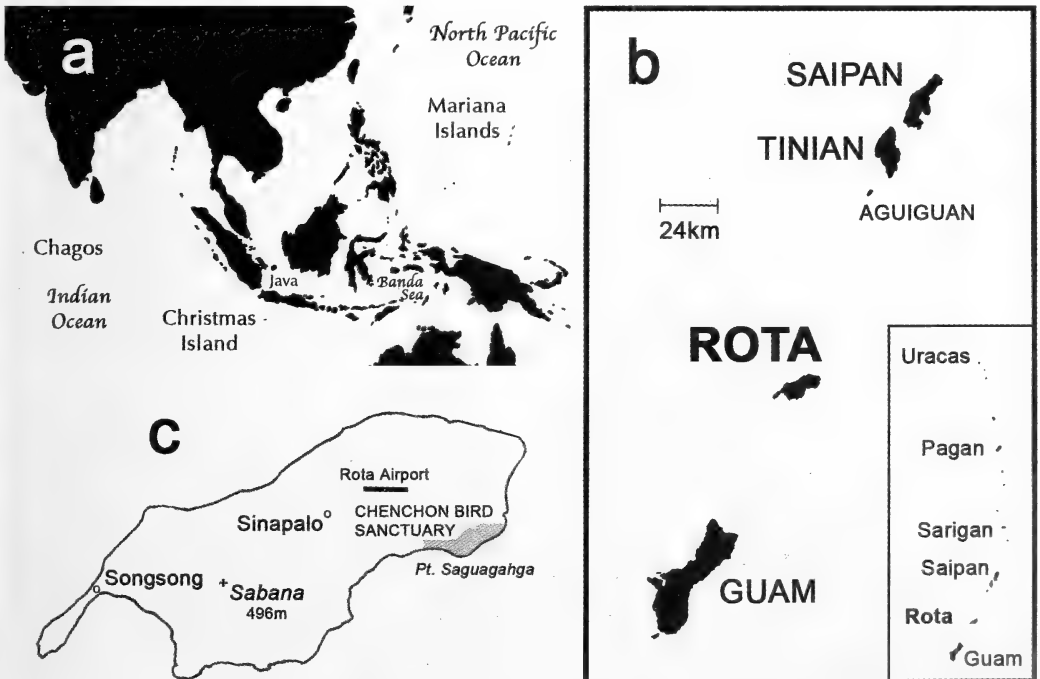 a
North Pacific
Ocean
Mariana
Islands
Chagos
Indian
Ocean
Java
Banda
Sea
Christmas
Island
b
SAIPAN
TINIAN
AGUIGUAN
24km
ROTA
GUAM
Uracas
Pagan
Sarigan
Saipan
Rota
Guam
c
Rota Airport
Sinapalo
CHENCHON BIRD
SANCTUARY
Pt. Saguagahga
Songsong
Sabana
496m